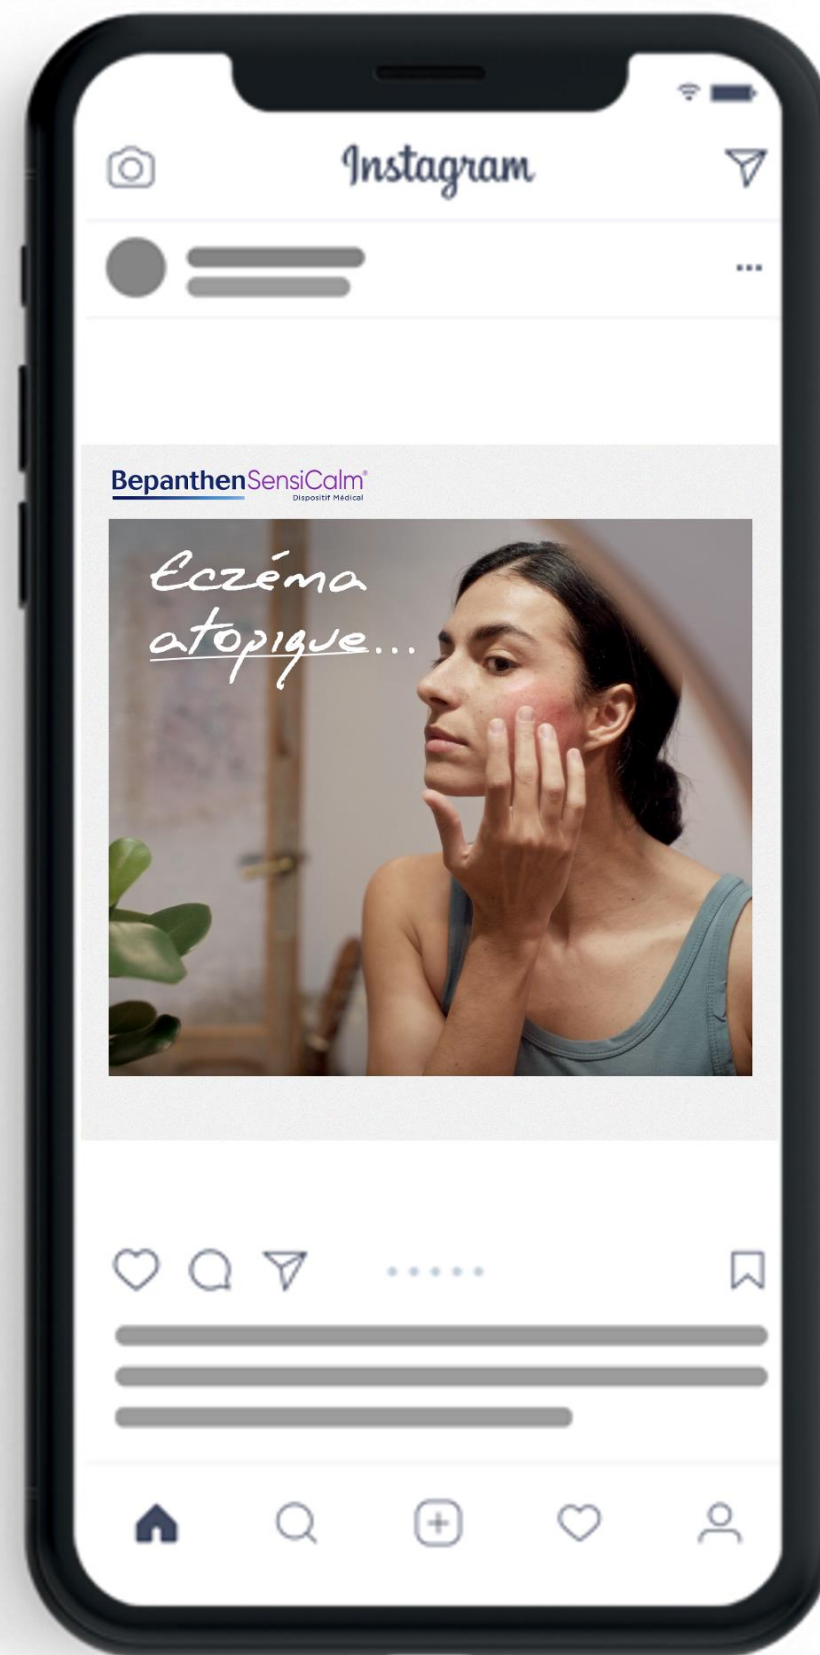 Instagram
BepanthenSensiCalm®
Dispositif Médical
Eczéma
atopique...